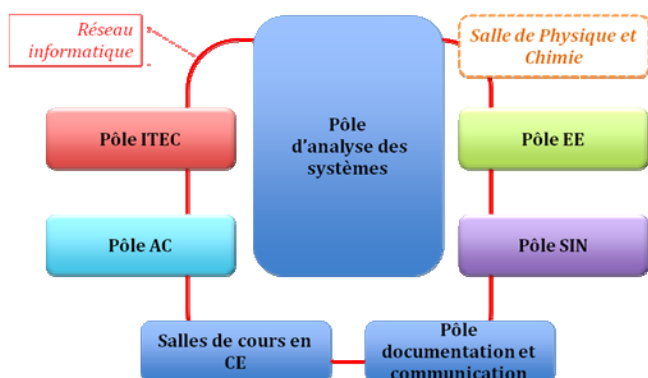 Réseau
informatique
Salle de Physique et
Chimie
Pôle
d'analyse des
systèmes
Pôle ITEC
Pôle EE
Pôle AC
Pôle SIN
Salles de cours en
CE
Pôle
documentation et
communication